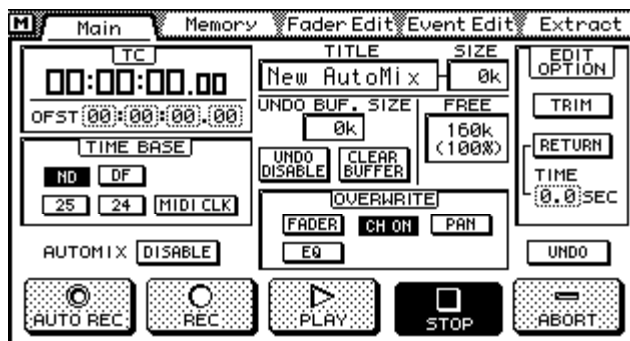 M Main Memory Fader Edit Event Edit Extract
TC
00:00:00.00
OFST 00:00:00.00
TIME BASE
ND DF
25 24 MIDI CLK
AUTOMIX DISABLE
TITLE SIZE
New AutoMix 0k
UNDO BUF. SIZE FREE
0k 160k
(100%)
UNDO
DISABLE
CLEAR
BUFFER
OVERWRITE
FADER CH ON PAN
EQ
EDIT
OPTION
TRIM
RETURN
TIME
0.0 SEC
UNDO
AUTO REC REC PLAY STOP ABORT